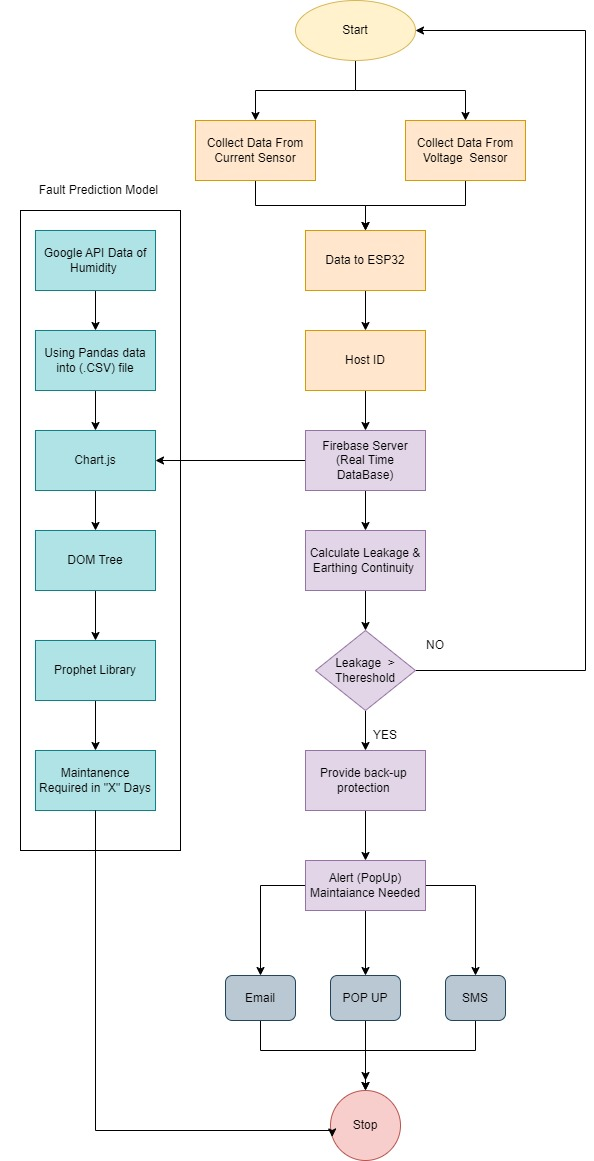 Start
Collect Data From
Current Sensor
Collect Data From
Voltage Sensor
Fault Prediction Model
Google API Data of
Humidity
Data to ESP32
Using Pandas data
into (.CSV) file
Host ID
Chart.js
Firebase Server
(Real Time
DataBase)
DOM Tree
Calculate Leakage &
Earthing Continuity
Prophet Library
Leakage >
Thereshold
NO
YES
Maintanence
Required in "X" Days
Provide back-up
protection
Alert (PopUp)
Maintaiance Needed
Email
POP UP
SMS
Stop